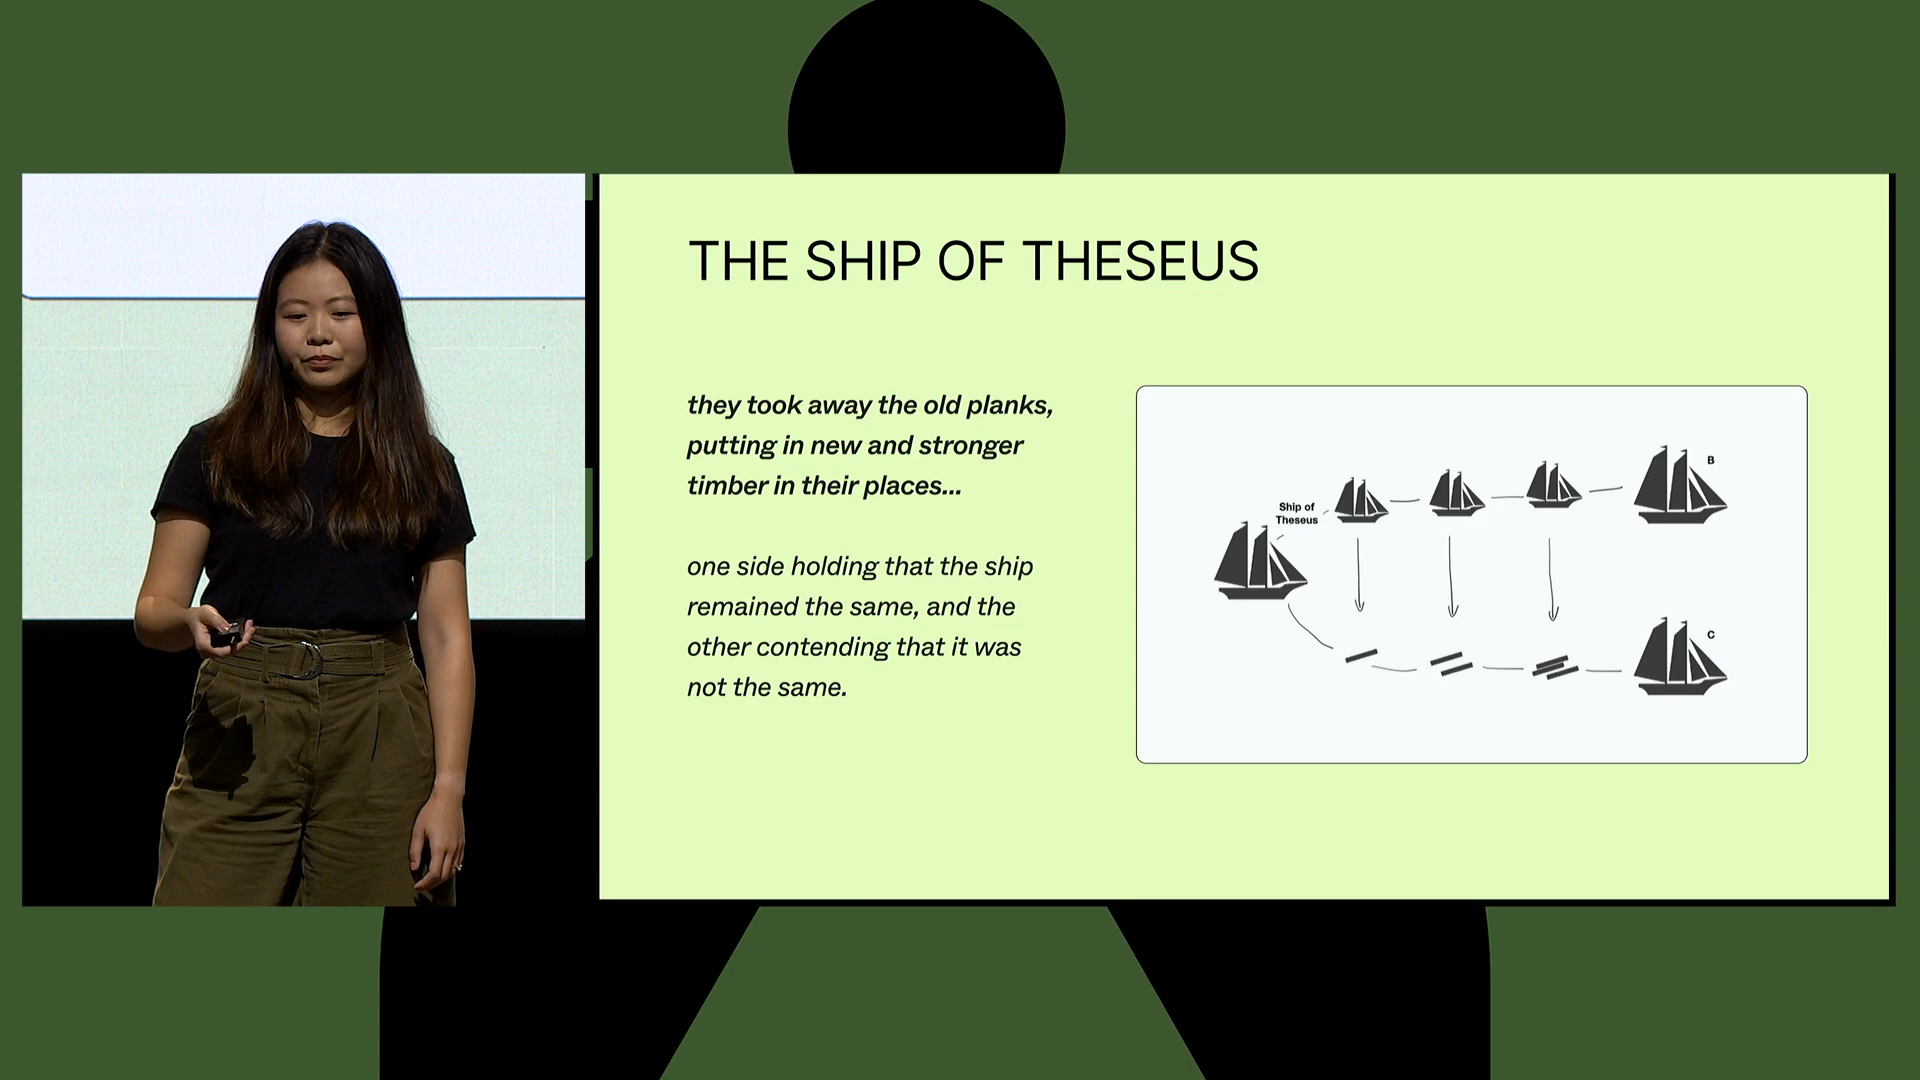 THE SHIP OF THESEUS
they took away the old planks,
putting in new and stronger
timber in their places...
one side holding that the ship
remained the same, and the
other contending that it was
not the same.
Ship of
Theseus
B
C